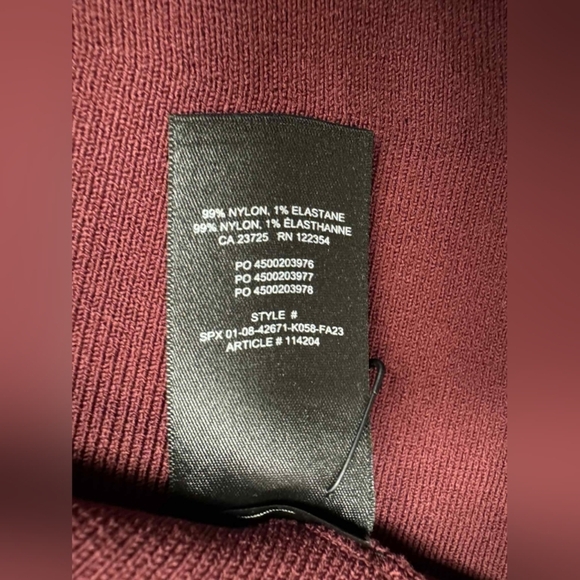 99% NYLON, 1% ELASTANE
99% NYLON, 1% ÉLASTHANNE
CA 23725 RN 122354
PO 4500203976
PO 4500203977
PO 4500203978
STYLE #
SPX 01-08-42671-K058-FA23
ARTICLE # 114204